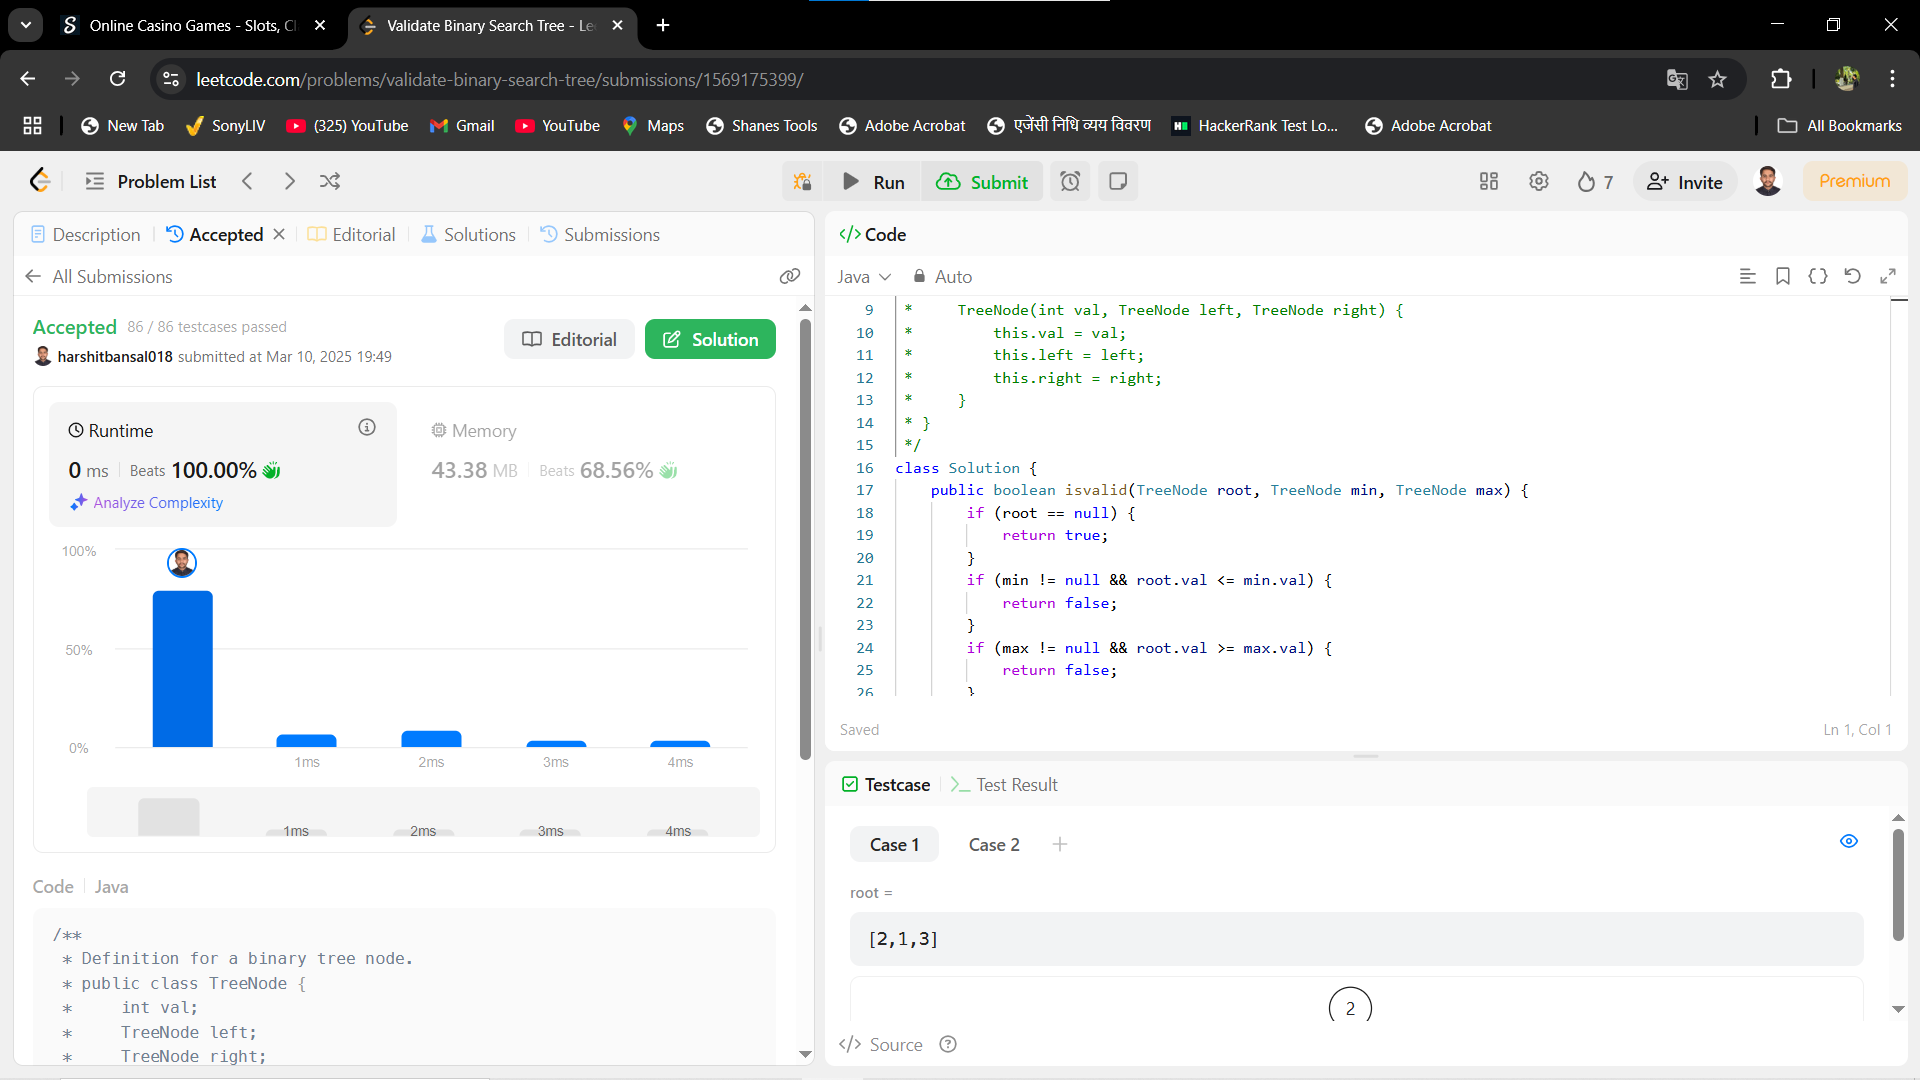 Online Casino Games - Slots, Cl
Validate Binary Search Tree - Le
leetcode.com/problems/validate-binary-search-tree/submissions/1569175399/
New Tab SonyLIV (325) YouTube Gmail YouTube Maps Shanes Tools Adobe Acrobat एजेंसी निधि व्यय विवरण HackerRank Test Lo... Adobe Acrobat All Bookmarks
Problem List Run Submit 7 Invite Premium
Description Accepted Editorial Solutions Submissions
All Submissions
Accepted 86 / 86 testcases passed
harshitbansal018 submitted at Mar 10, 2025 19:49
Editorial Solution
Runtime
0 ms Beats 100.00%
Analyze Complexity
Memory
43.38 MB Beats 68.56%
100%
50%
0%
1ms 2ms 3ms 4ms
1ms 2ms 3ms 4ms
Code Java
/**
* Definition for a binary tree node.
* public class TreeNode {
* int val;
* TreeNode left;
* TreeNode right;
</> Code
Java Auto
9 * TreeNode(int val, TreeNode left, TreeNode right) {
10 * this.val = val;
11 * this.left = left;
12 * this.right = right;
13 * }
14 * }
15 */
16 class Solution {
17 public boolean isvalid(TreeNode root, TreeNode min, TreeNode max) {
18 if (root == null) {
19 return true;
20 }
21 if (min != null && root.val <= min.val) {
22 return false;
23 }
24 if (max != null && root.val >= max.val) {
25 return false;
26 }
Saved Ln 1, Col 1
Testcase >_ Test Result
Case 1 Case 2 +
root =
[2,1,3]
2
</> Source